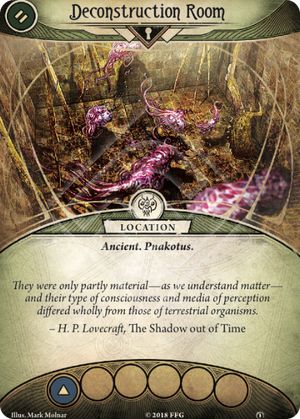 Deconstruction Room
LOCATION
Ancient. Pnakotus.
They were only partly material—as we understand matter—
and their type of consciousness and media of perception
differed wholly from those of terrestrial organisms.
– H. P. Lovecraft, The Shadow out of Time
Illus. Mark Molnar
© 2018 FFG